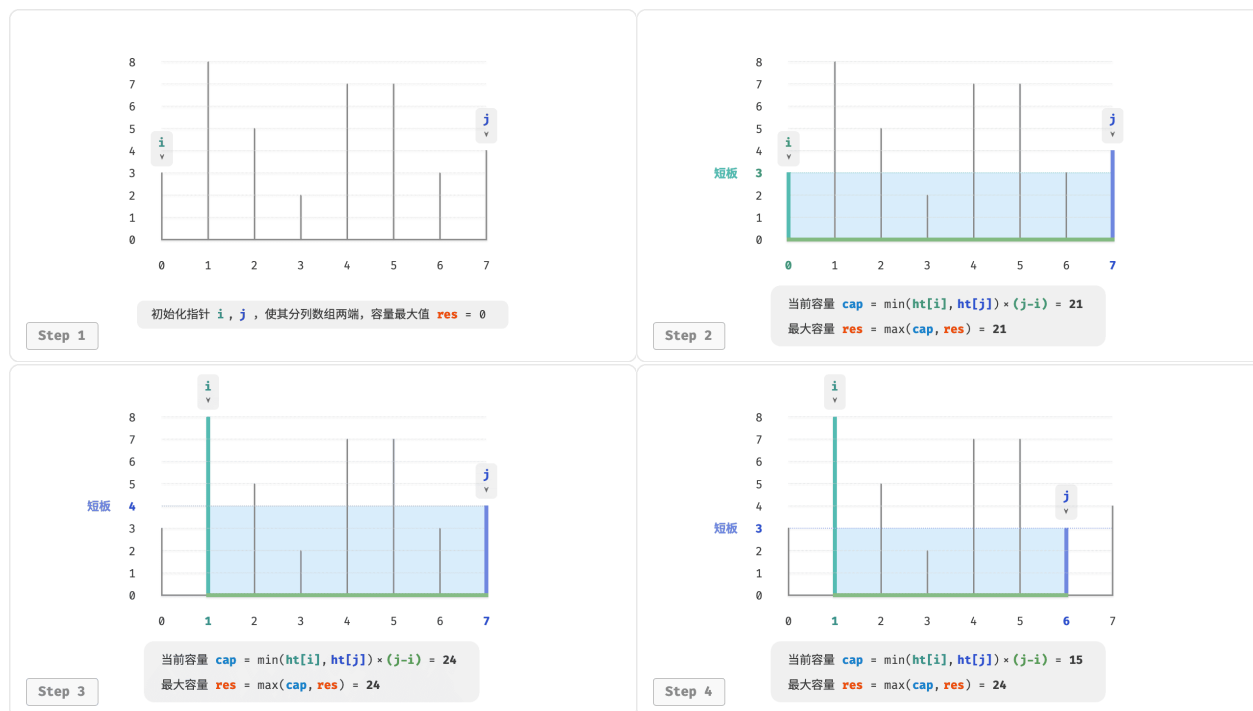 8
7
6
5
j
4
i
3
2
1
0
0 1 2 3 4 5 6 7
初始化指针 i , j ，使其分列数组两端，容量最大值 res = 0
Step 1
8
7
6
5
j
4
i
短板 3
2
1
0
0 1 2 3 4 5 6 7
当前容量 cap = min(ht[i], ht[j]) × (j-i) = 21
最大容量 res = max(cap, res) = 21
Step 2
i
8
7
6
5
j
短板 4
3
2
1
0
0 1 2 3 4 5 6 7
当前容量 cap = min(ht[i], ht[j]) × (j-i) = 24
最大容量 res = max(cap, res) = 24
Step 3
i
8
7
6
5
j
4
短板 3
2
1
0
0 1 2 3 4 5 6 7
当前容量 cap = min(ht[i], ht[j]) × (j-i) = 15
最大容量 res = max(cap, res) = 24
Step 4